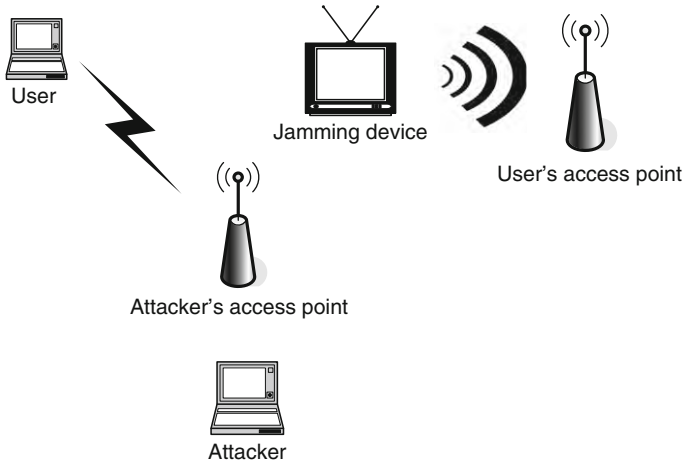 User
Jamming device
User's access point
Attacker's access point
Attacker